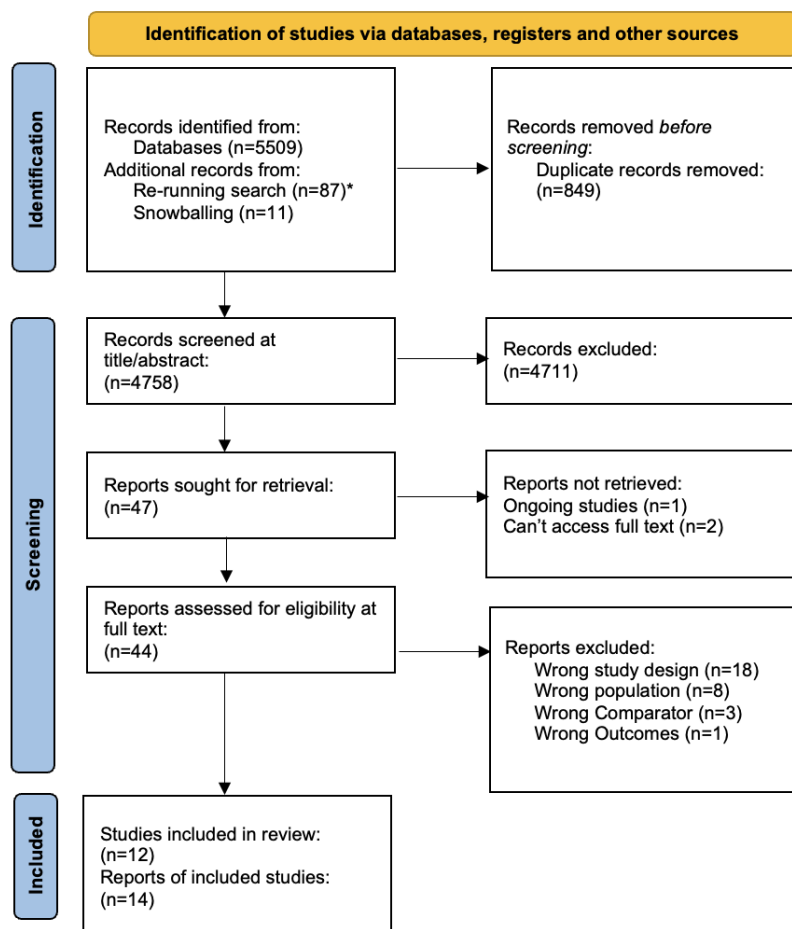 Identification of studies via databases, registers and other sources
Identification
Records identified from:
Databases (n=5509)
Additional records from:
Re-running search (n=87)*
Snowballing (n=11)
Records removed before
screening:
Duplicate records removed:
(n=849)
Screening
Records screened at
title/abstract:
(n=4758)
Records excluded:
(n=4711)
Reports sought for retrieval:
(n=47)
Reports not retrieved:
Ongoing studies (n=1)
Can't access full text (n=2)
Reports assessed for eligibility at
full text:
(n=44)
Reports excluded:
Wrong study design (n=18)
Wrong population (n=8)
Wrong Comparator (n=3)
Wrong Outcomes (n=1)
Included
Studies included in review:
(n=12)
Reports of included studies:
(n=14)